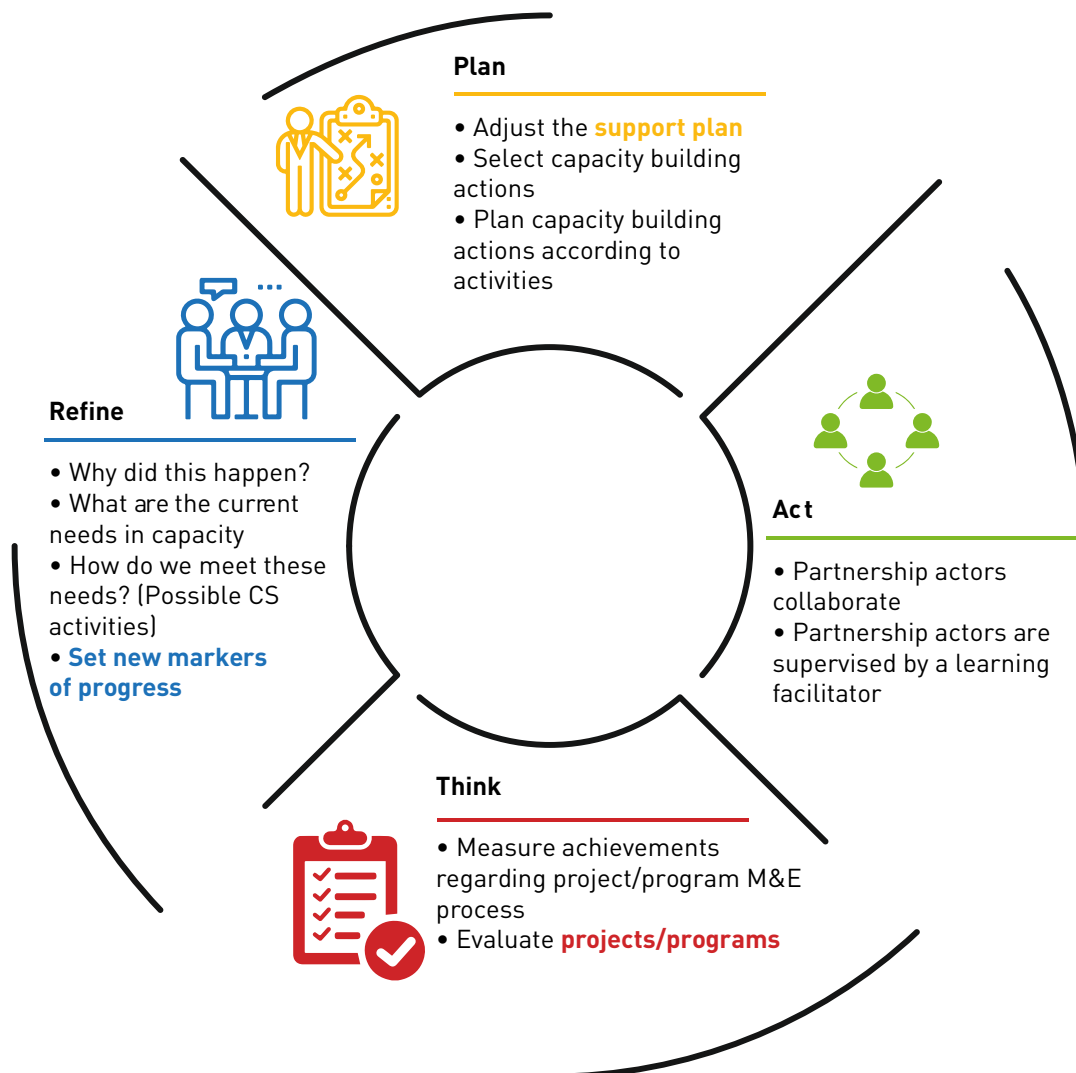 Plan
• Adjust the support plan
• Select capacity building
actions
• Plan capacity building
actions according to
activities
Refine
• Why did this happen?
• What are the current
needs in capacity
• How do we meet these
needs? (Possible CS
activities)
• Set new markers
of progress
Act
• Partnership actors
collaborate
• Partnership actors are
supervised by a learning
facilitator
Think
• Measure achievements
regarding project/program M&E
process
• Evaluate projects/programs